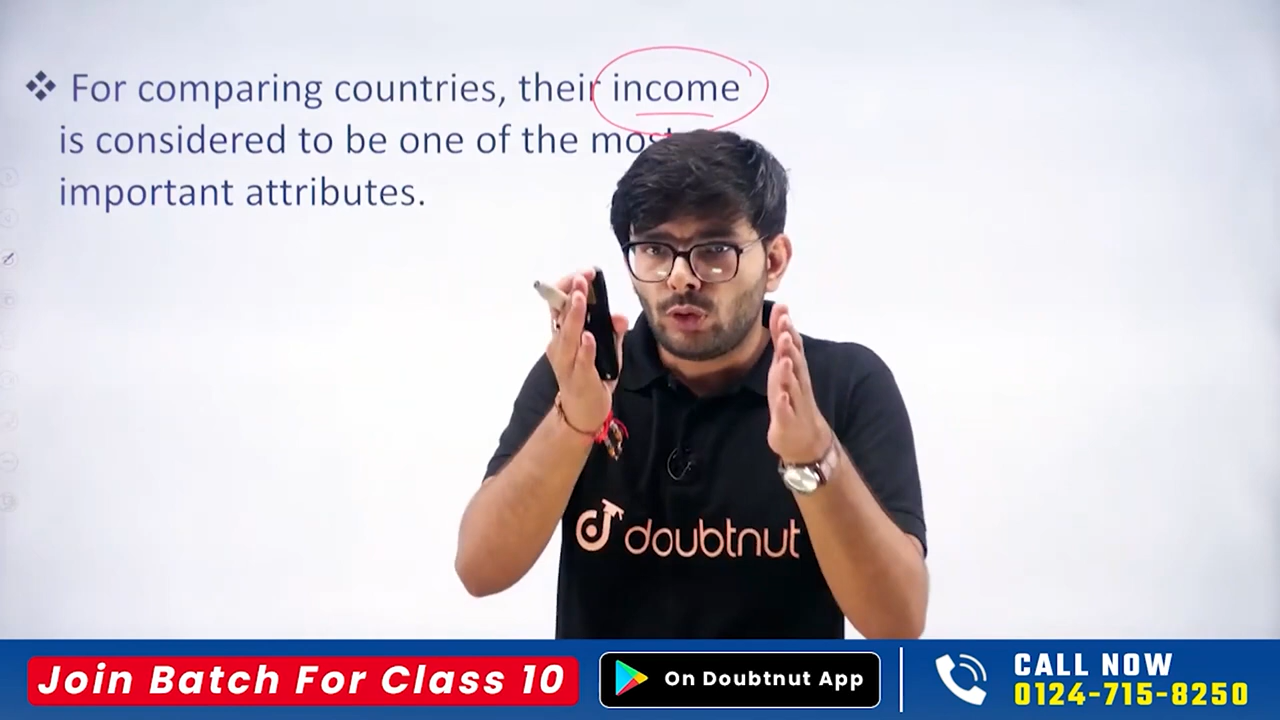 ❖ For comparing countries, their income
is considered to be one of the most
important attributes.
doubtnut
Join Batch For Class 10
On Doubtnut App
CALL NOW
0124-715-8250